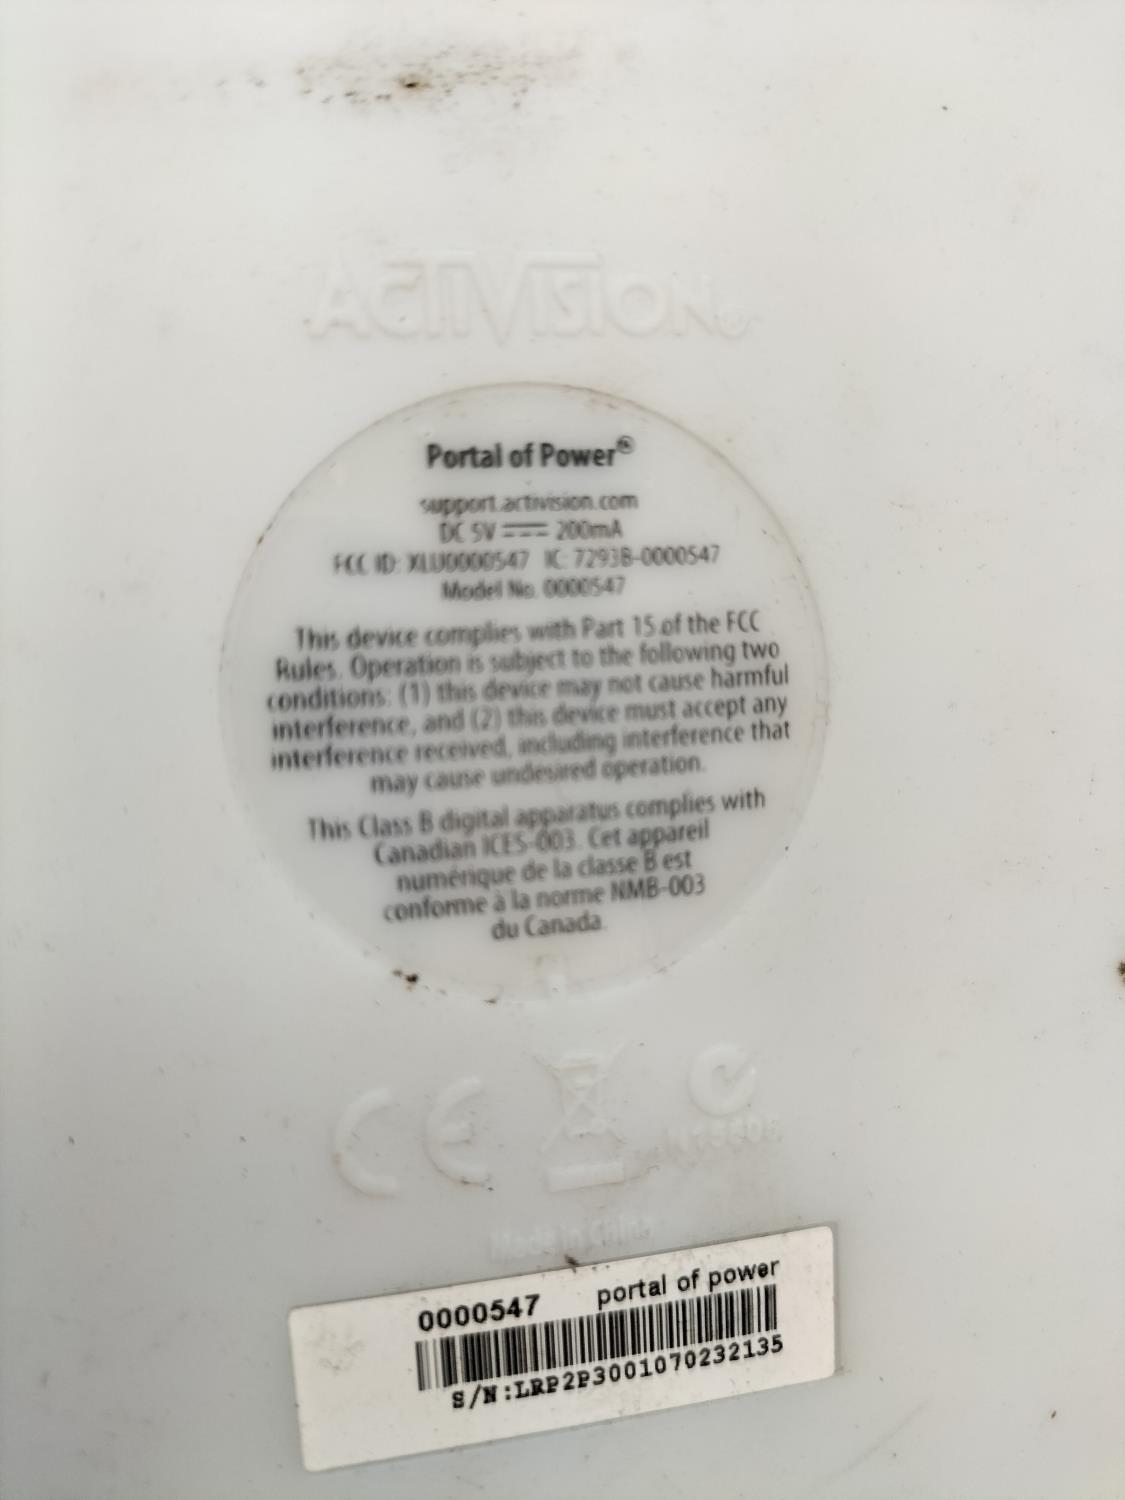 ACTIVISION
Portal of Power®
support.activision.com
DC 5V ⎓ 200mA
FCC ID: XLU0000547 IC: 7293B-0000547
Model No. 0000547
This device complies with Part 15 of the FCC
Rules. Operation is subject to the following two
conditions: (1) this device may not cause harmful
interference, and (2) this device must accept any
interference received, including interference that
may cause undesired operation.
This Class B digital apparatus complies with
Canadian ICES-003. Cet appareil
numérique de la classe B est
conforme à la norme NMB-003
du Canada.
CE
Made in China
0000547 portal of power
S/N:LRP2P3001070232135